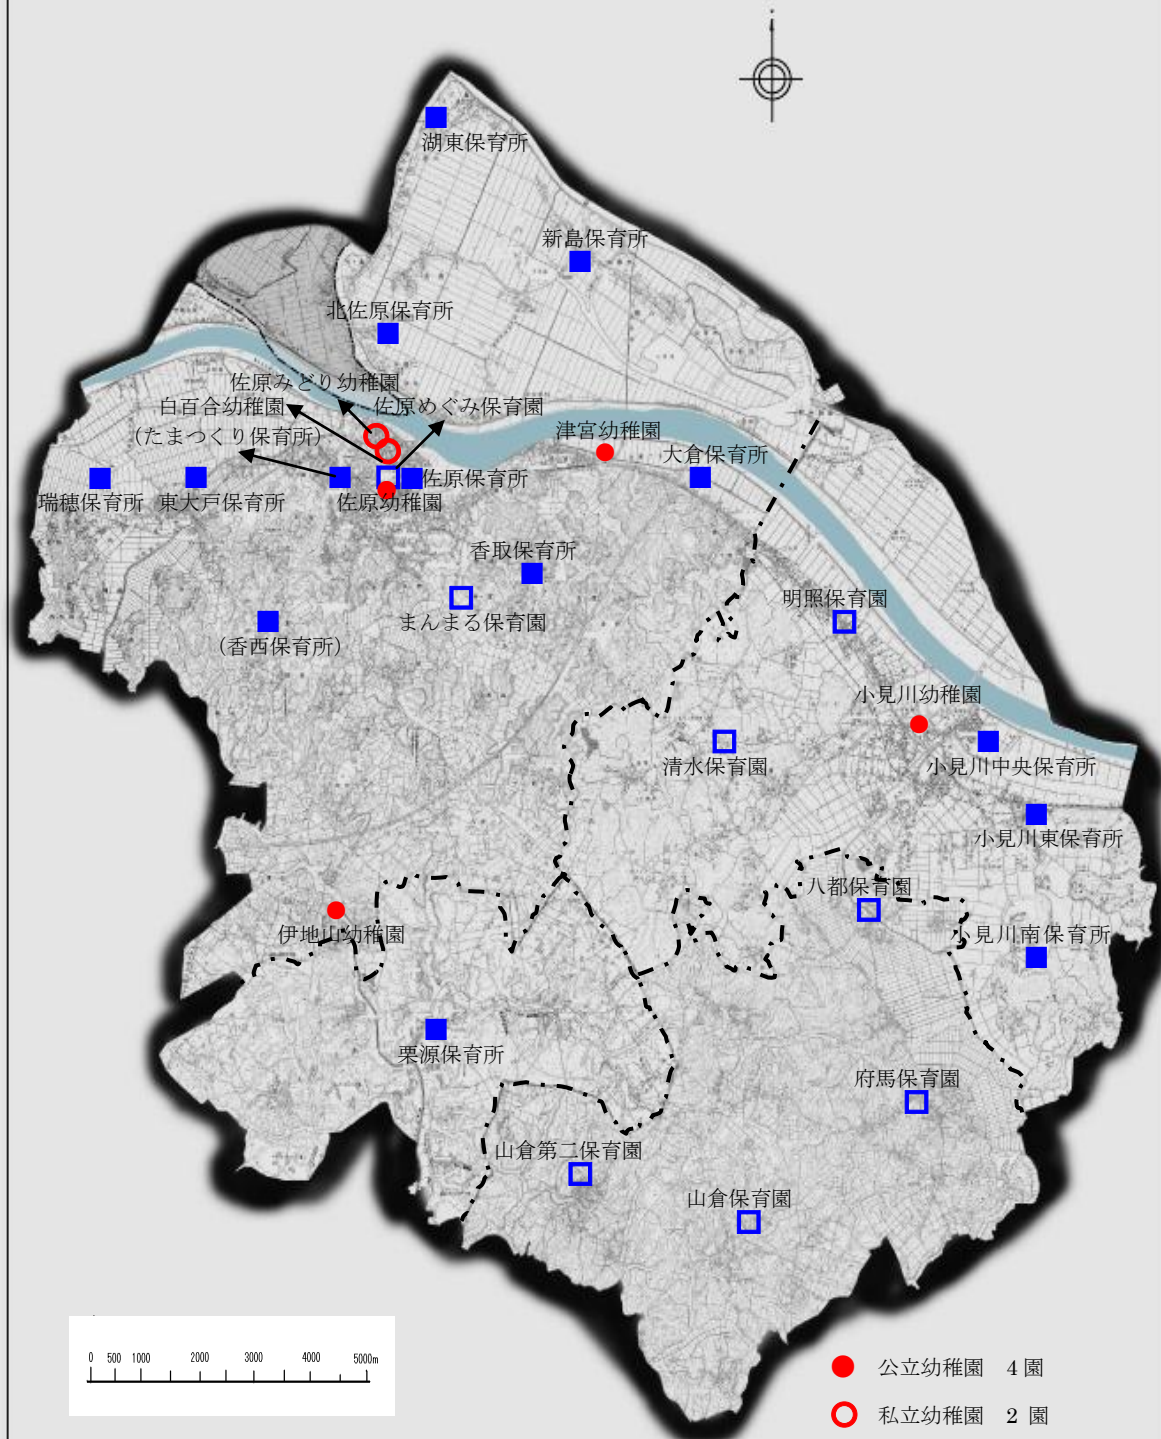 湖東保育所
新島保育所
北佐原保育所
佐原みどり幼稚園
白百合幼稚園
佐原めぐみ保育園
(たまつくり保育所)
津宮幼稚園
大倉保育所
瑞穂保育所
東大戸保育所
佐原幼稚園
佐原保育所
香取保育所
まんまる保育園
(香西保育所)
明照保育園
小見川幼稚園
清水保育園
小見川中央保育所
小見川東保育所
八都保育園
伊地山幼稚園
小見川南保育所
栗源保育所
府馬保育園
山倉第二保育園
山倉保育園
0 500 1000 2000 3000 4000 5000m
公立幼稚園 4園
私立幼稚園 2 園